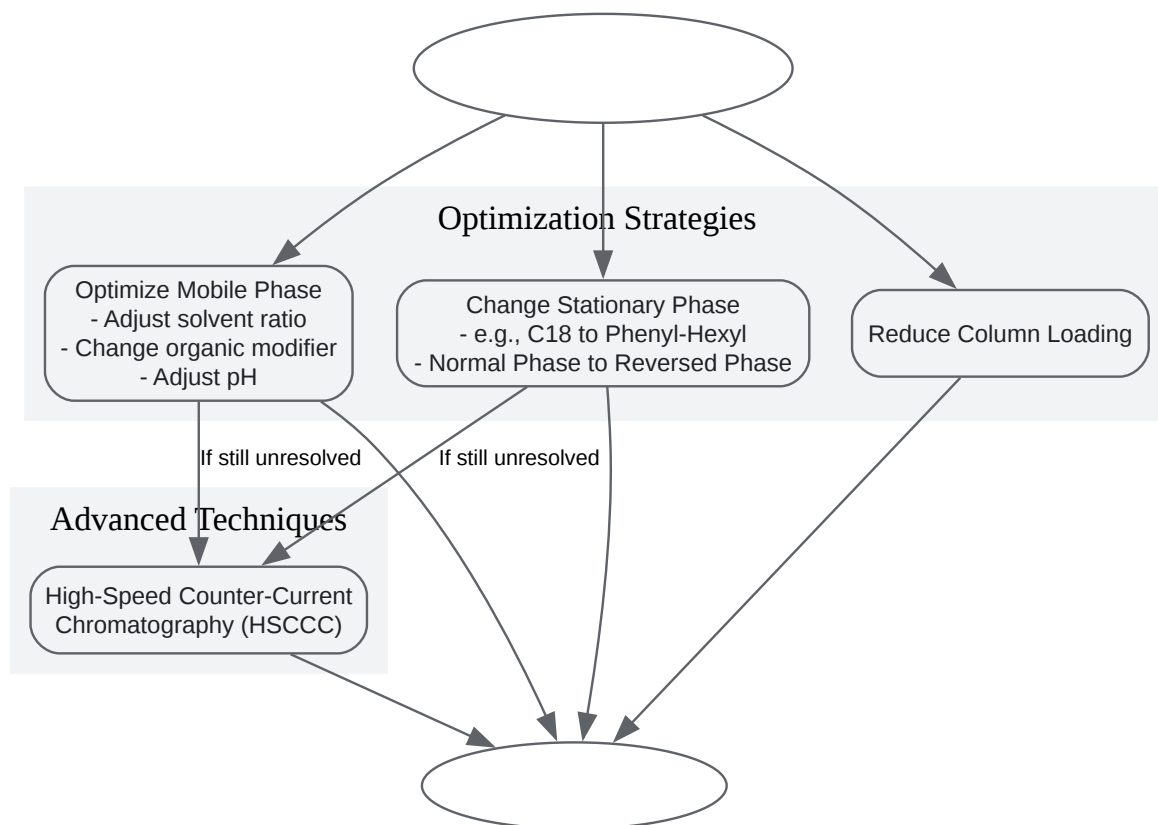 Optimization Strategies
Optimize Mobile Phase
- Adjust solvent ratio
- Change organic modifier
- Adjust pH
Change Stationary Phase
- e.g., C18 to Phenyl-Hexyl
- Normal Phase to Reversed Phase
Reduce Column Loading
If still unresolved
If still unresolved
Advanced Techniques
High-Speed Counter-Current
Chromatography (HSCCC)